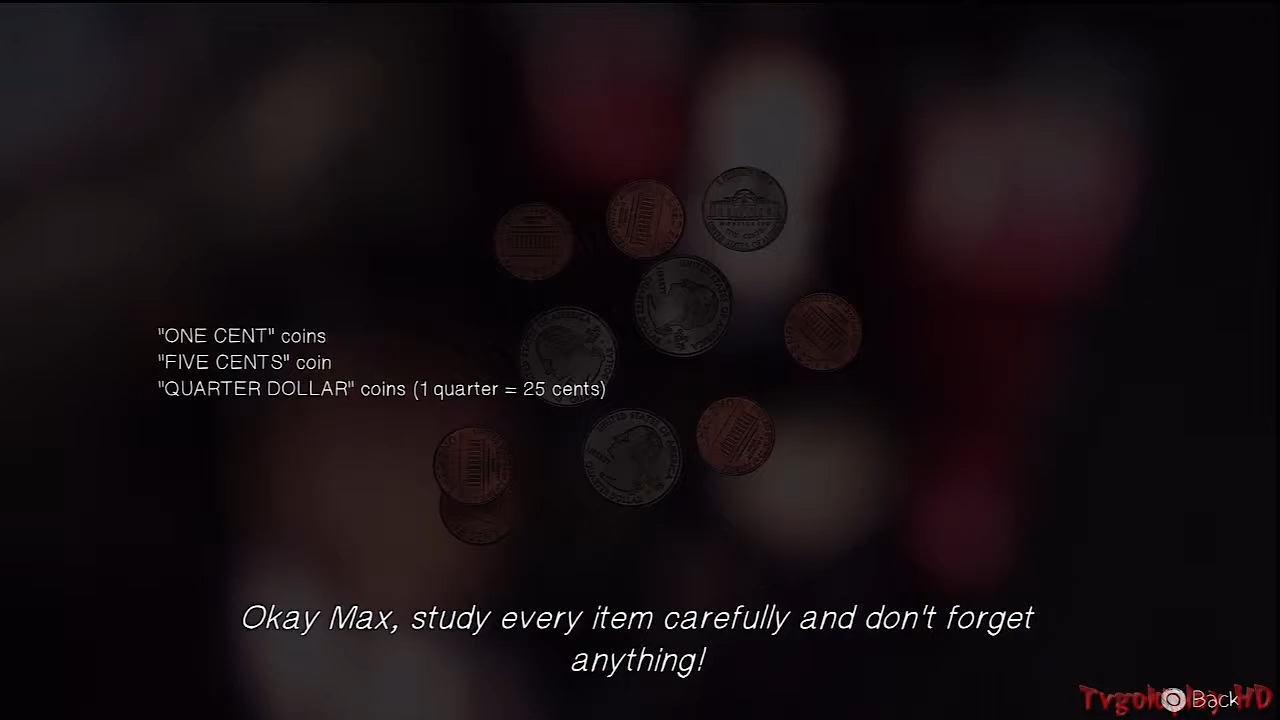 "ONE CENT" coins
"FIVE CENTS" coin
"QUARTER DOLLAR" coins (1 quarter = 25 cents)
Okay Max, study every item carefully and don't forget
anything!
Back